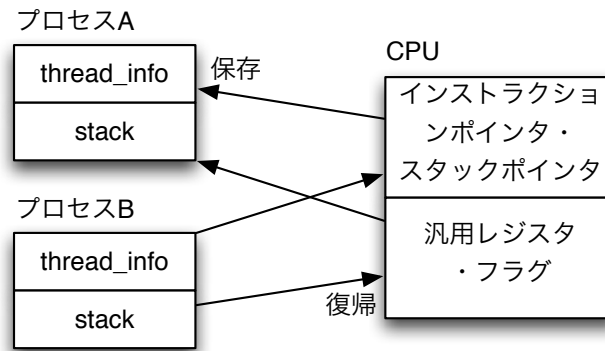 プロセスA
thread_info
stack
保存
プロセスB
thread_info
stack
復帰
CPU
インストラクショ
ンポインタ・
スタックポインタ
汎用レジスタ
・フラグ